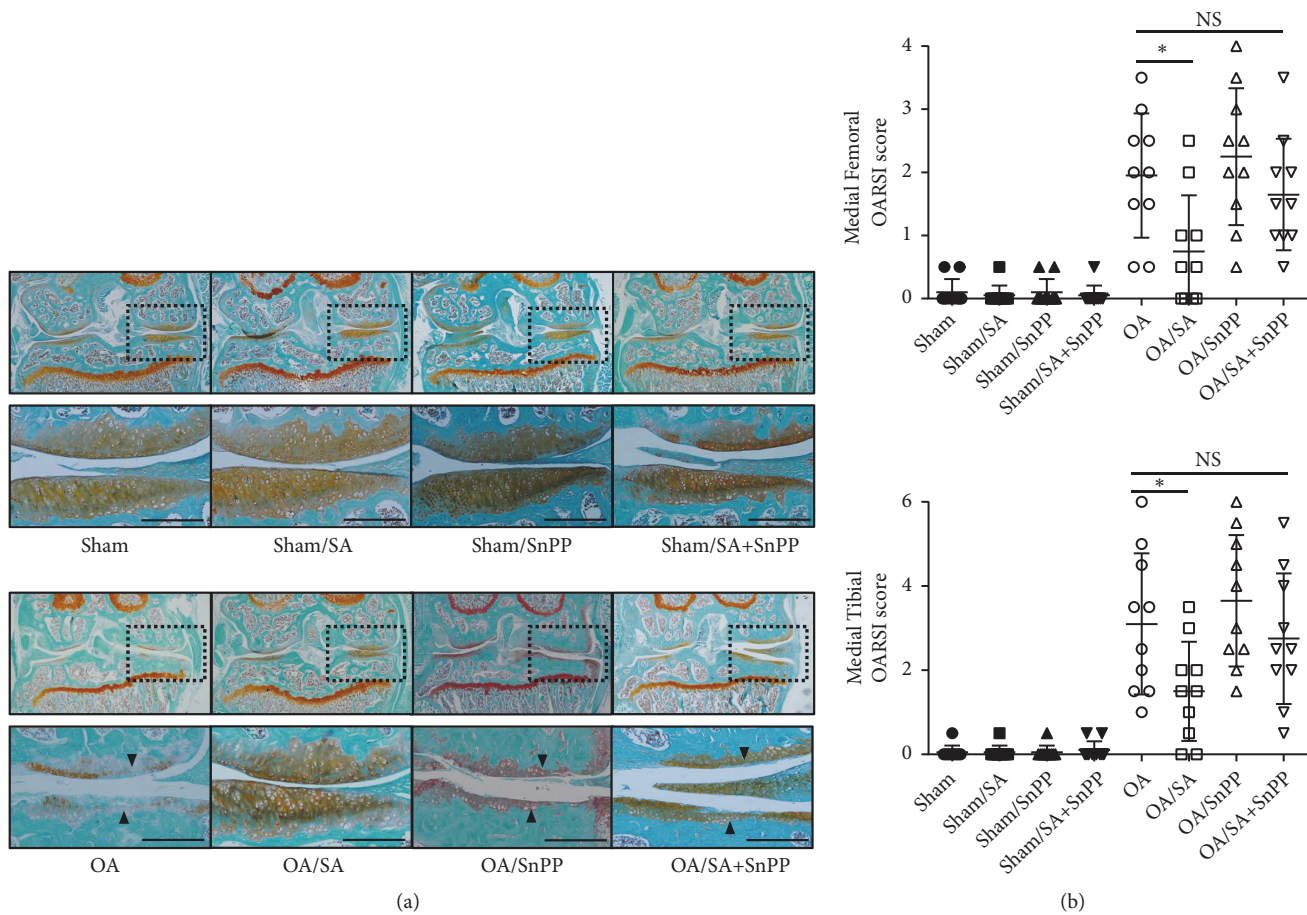 Sham Sham/SA Sham/SnPP Sham/SA+SnPP
OA OA/SA OA/SnPP OA/SA+SnPP
(a)
NS
*
Medial Femoral
OARSI score
4
3
2
1
0
Sham
Sham/SA
Sham/SnPP
Sham/SA+SnPP
OA
OA/SA
OA/SnPP
OA/SA+SnPP
NS
*
Medial Tibial
OARSI score
6
4
2
0
Sham
Sham/SA
Sham/SnPP
Sham/SA+SnPP
OA
OA/SA
OA/SnPP
OA/SA+SnPP
(b)